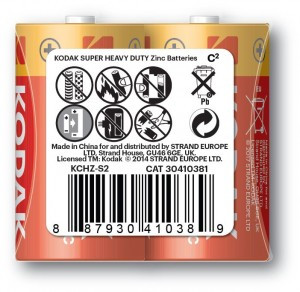 KODAK SUPER HEAVY DUTY Zinc Batteries C²
Pb
Made in China for and distributed by STRAND EUROPE
LTD, Strand House, GU46 6GE, UK.
Licensed TM: Kodak © 2014 STRAND EUROPE LTD.
KCHZ-S2 CAT 30410381
8 87930 41038 9
KODAK
KODAK